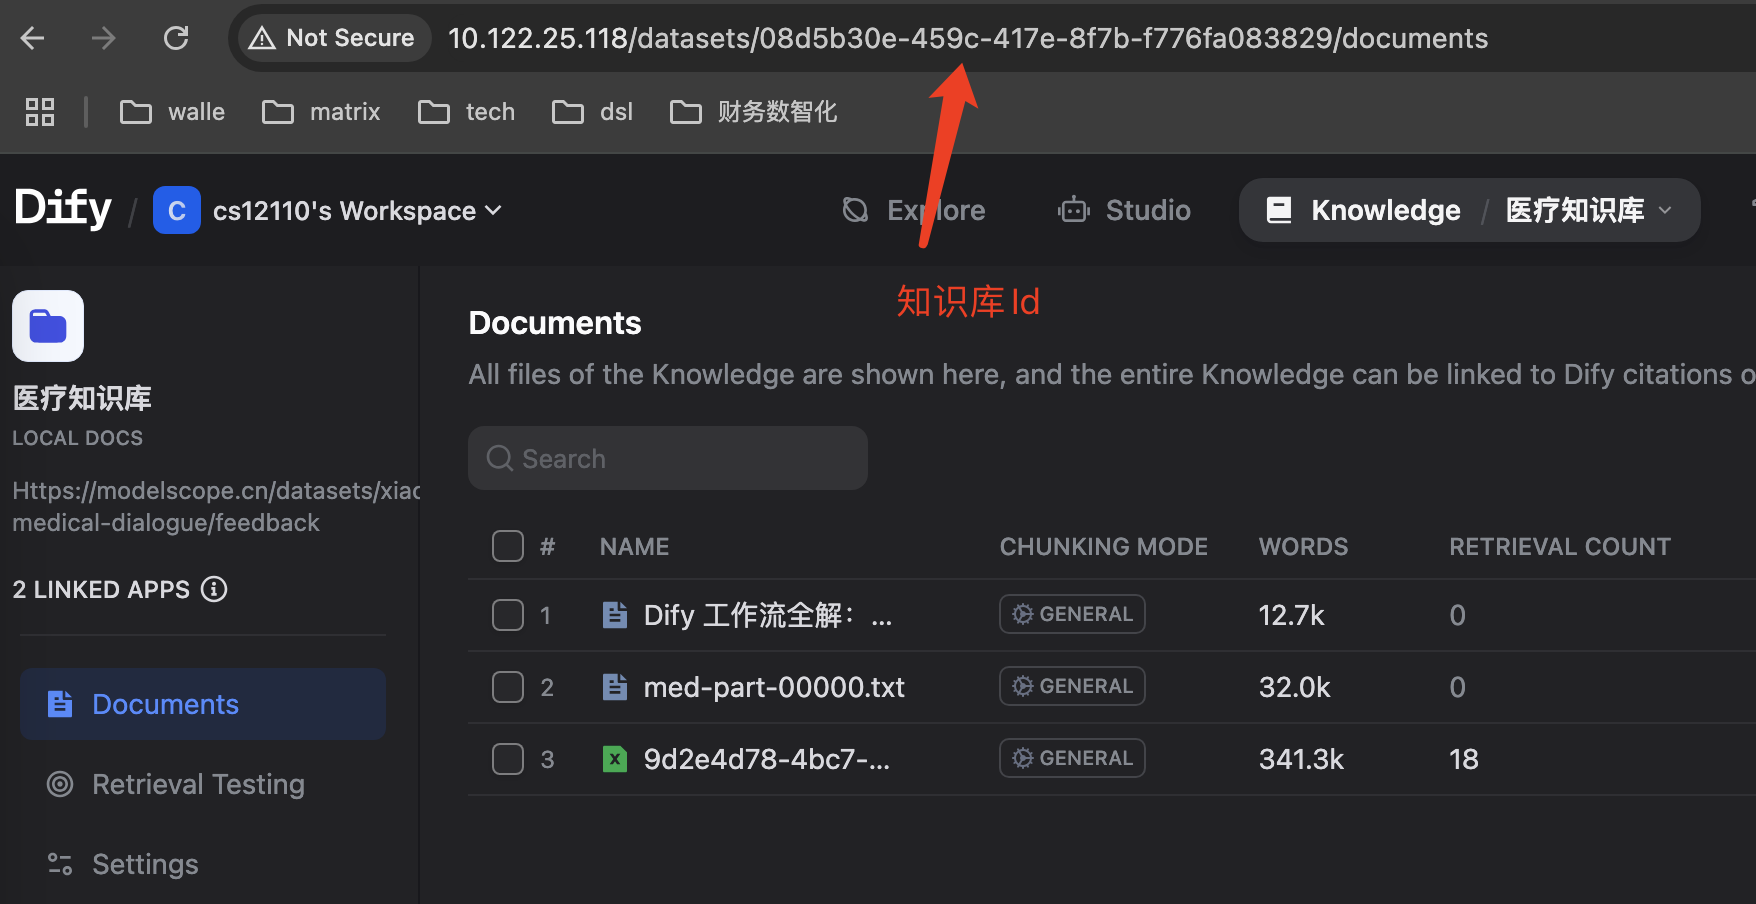 Not Secure 10.122.25.118/datasets/08d5b30e-459c-417e-8f7b-f776fa083829/documents
walle matrix tech dsl 财务数智化
Dify / C cs12110's Workspace Explore Studio Knowledge / 医疗知识库
知识库Id
医疗知识库
LOCAL DOCS
Https://modelscope.cn/datasets/xiao
medical-dialogue/feedback
2 LINKED APPS
Documents
Retrieval Testing
Settings
Documents
All files of the Knowledge are shown here, and the entire Knowledge can be linked to Dify citations o
Search
# NAME CHUNKING MODE WORDS RETRIEVAL COUNT
1 Dify 工作流全解：... GENERAL 12.7k 0
2 med-part-00000.txt GENERAL 32.0k 0
3 9d2e4d78-4bc7-... GENERAL 341.3k 18